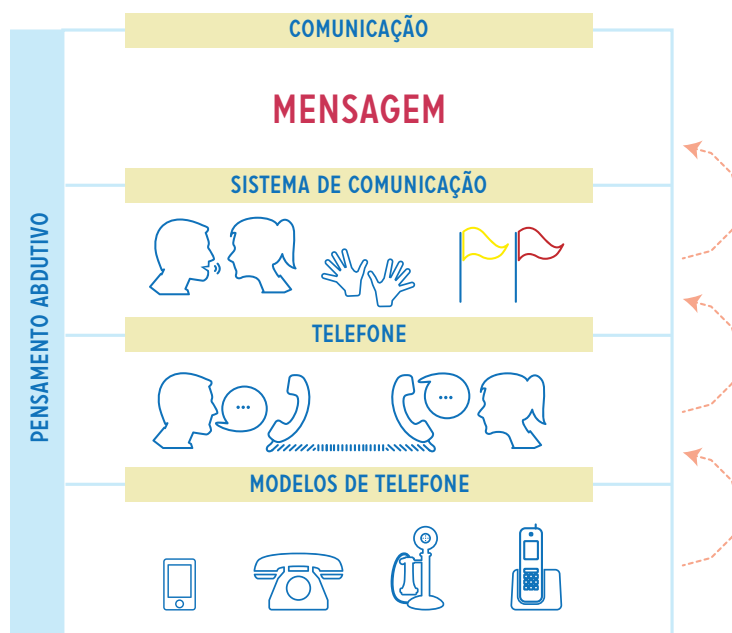 COMUNICAÇÃO
MENSAGEM
SISTEMA DE COMUNICAÇÃO
TELEFONE
MODELOS DE TELEFONE
PENSAMENTO ABDUTIVO